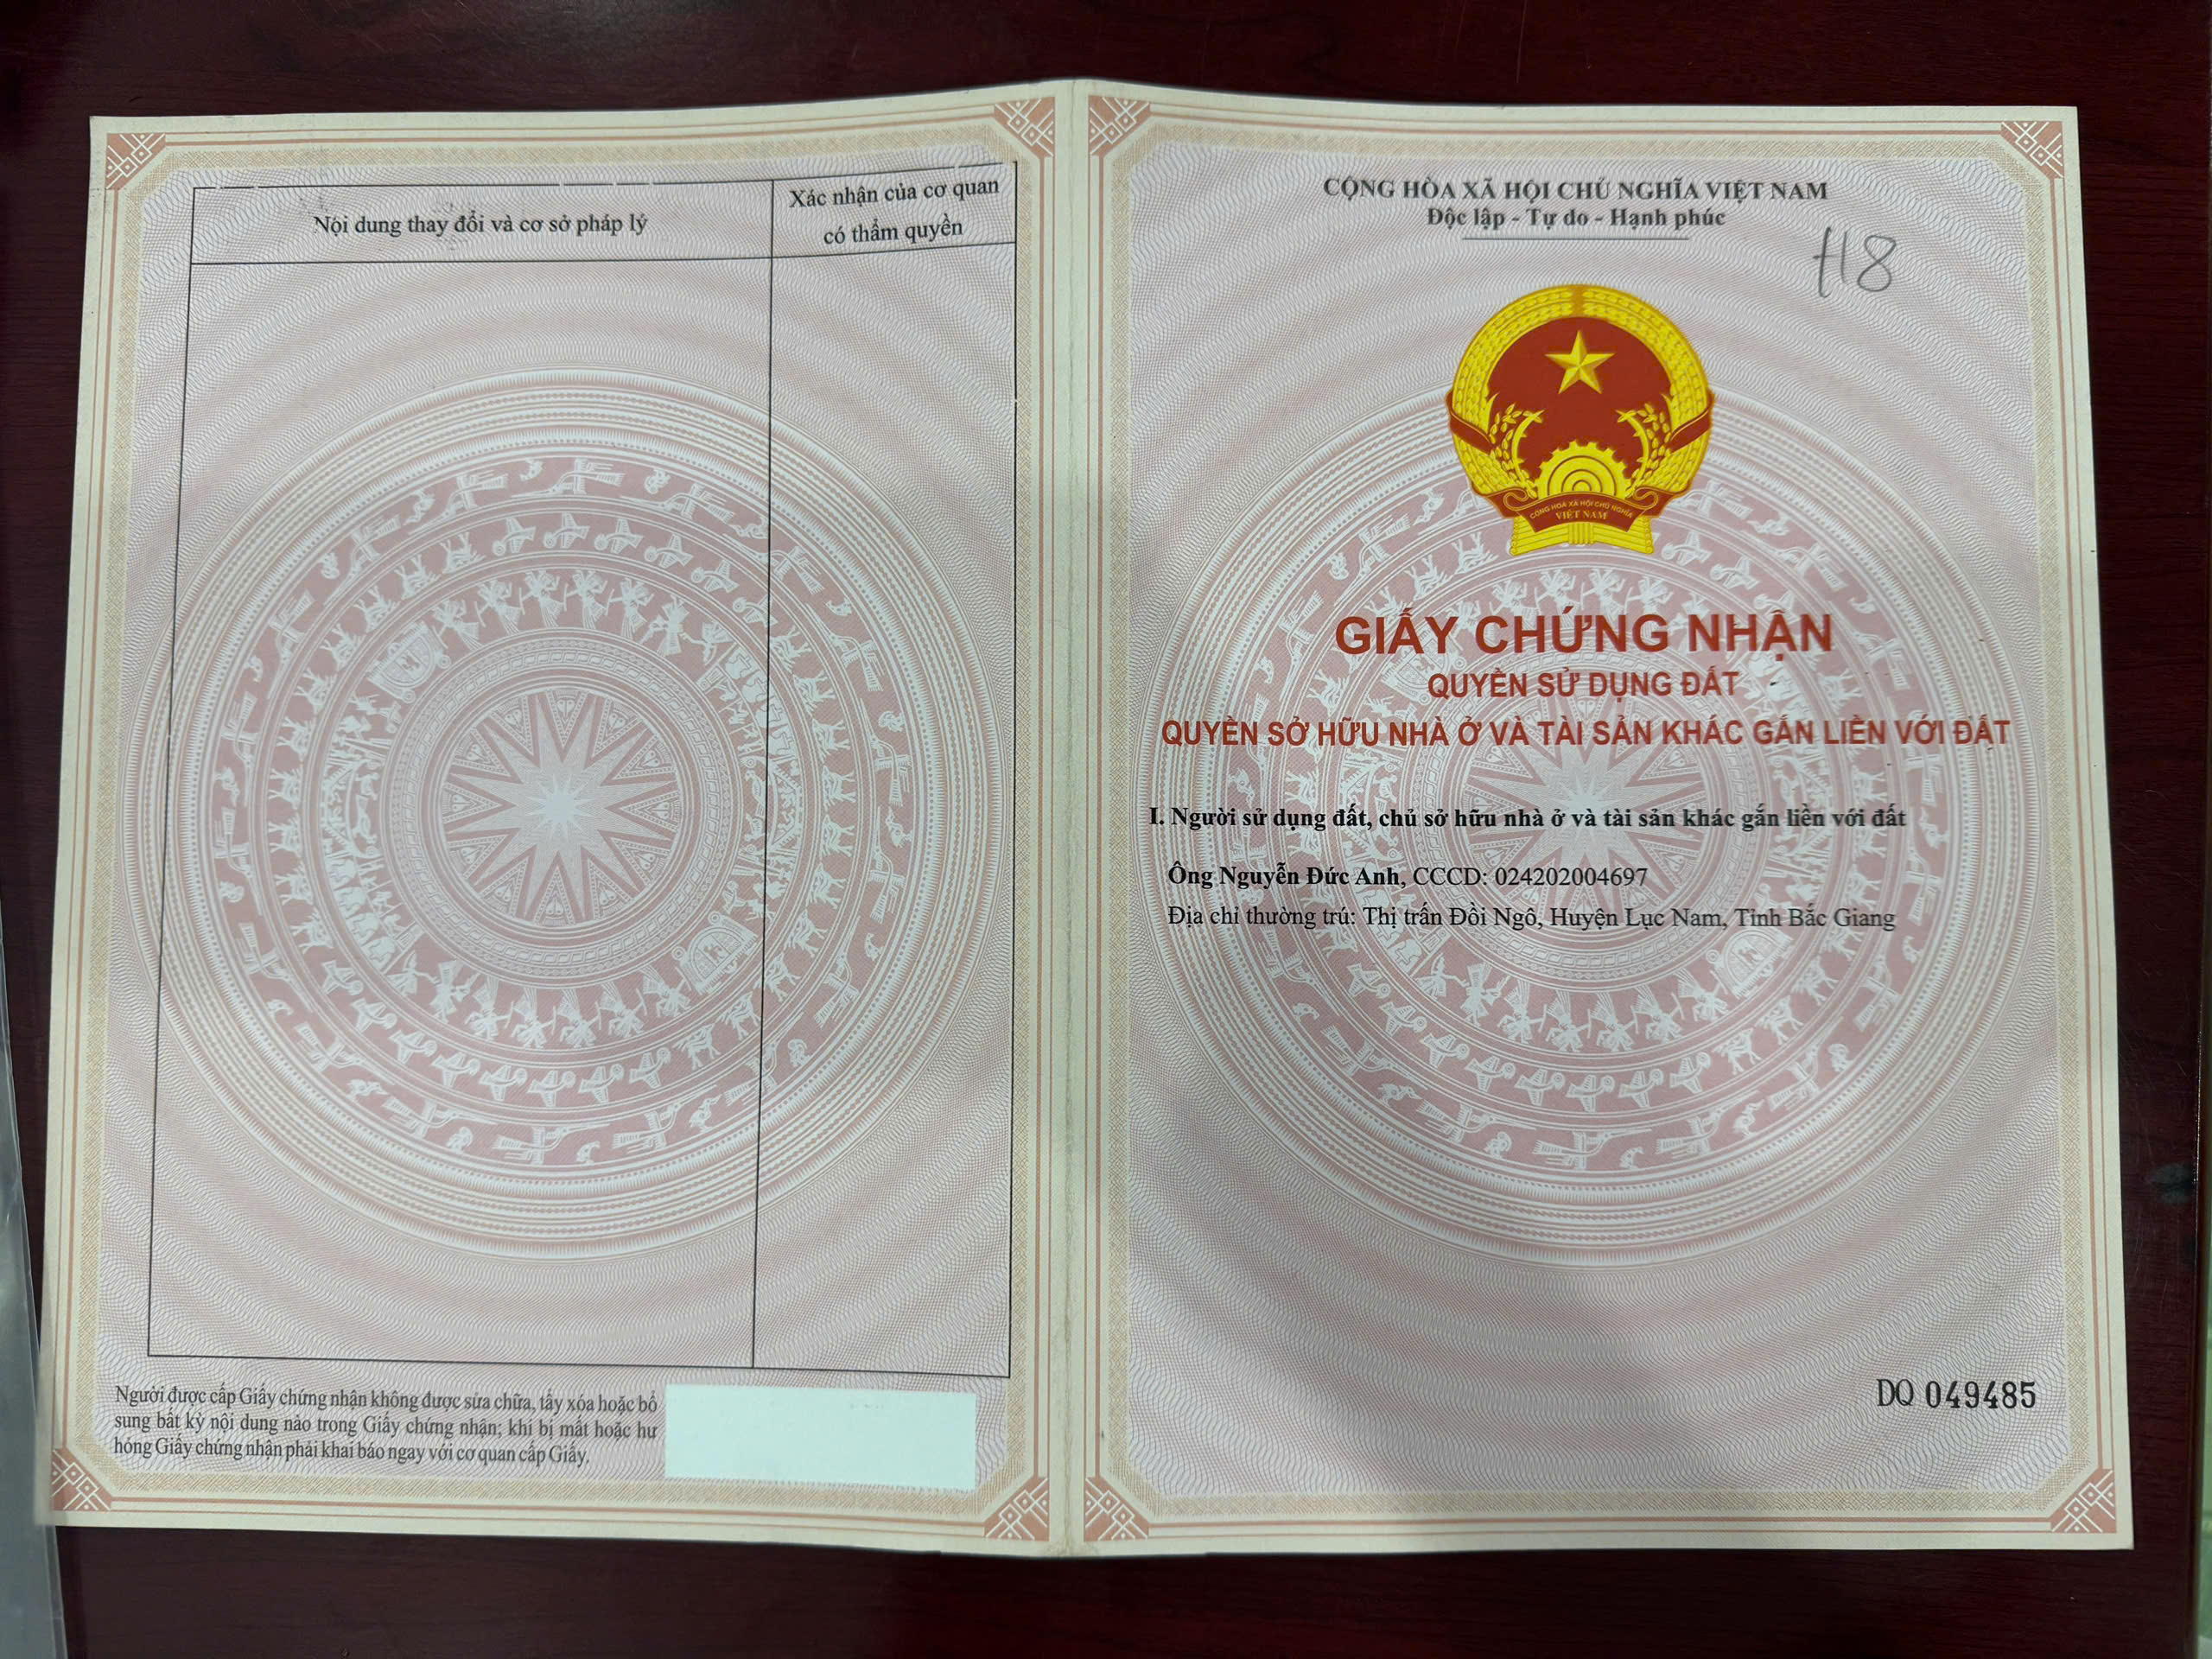 Nội dung thay đổi và cơ sở pháp lý
Xác nhận của cơ quan
có thẩm quyền
Người được cấp Giấy chứng nhận không được sửa chữa, tẩy xóa hoặc bổ
sung bất kỳ nội dung nào trong Giấy chứng nhận; khi bị mất hoặc hư
hỏng Giấy chứng nhận phải khai báo ngay với cơ quan cấp Giấy.
CỘNG HÒA XÃ HỘI CHỦ NGHĨA VIỆT NAM
Độc lập - Tự do - Hạnh phúc
118
CỘNG HOÀ XÃ HỘI CHỦ NGHĨA
VIỆT NAM
GIẤY CHỨNG NHẬN
QUYỀN SỬ DỤNG ĐẤT
QUYỀN SỞ HỮU NHÀ Ở VÀ TÀI SẢN KHÁC GẮN LIỀN VỚI ĐẤT
I. Người sử dụng đất, chủ sở hữu nhà ở và tài sản khác gắn liền với đất
Ông Nguyễn Đức Anh, CCCD: 024202004697
Địa chỉ thường trú: Thị trấn Đồi Ngô, Huyện Lục Nam, Tỉnh Bắc Giang
DQ 049485